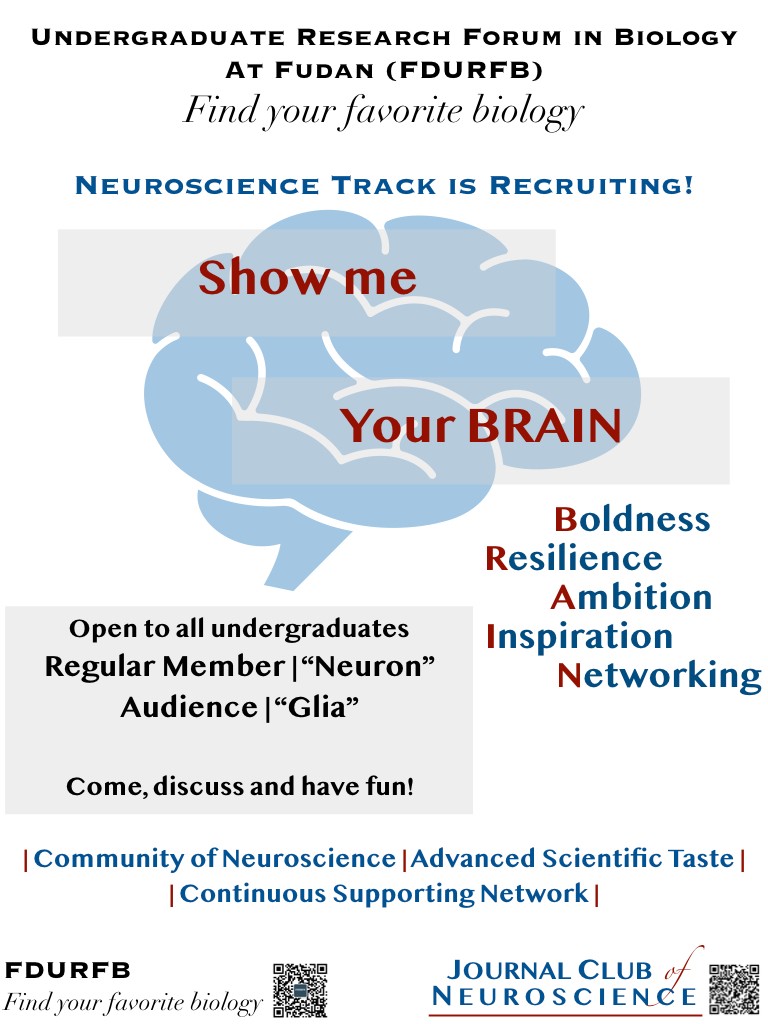 Undergraduate Research Forum in Biology
At Fudan (FDURFB)
Find your favorite biology
Neuroscience Track is Recruiting!
Show me
Your BRAIN
Boldness
Resilience
Ambition
Inspiration
Networking
Open to all undergraduates
Regular Member|“Neuron”
Audience|“Glia”
Come, discuss and have fun!
|Community of Neuroscience|Advanced Scientific Taste|
|Continuous Supporting Network|
FDURFB
Find your favorite biology
Journal Club of
Neuroscience